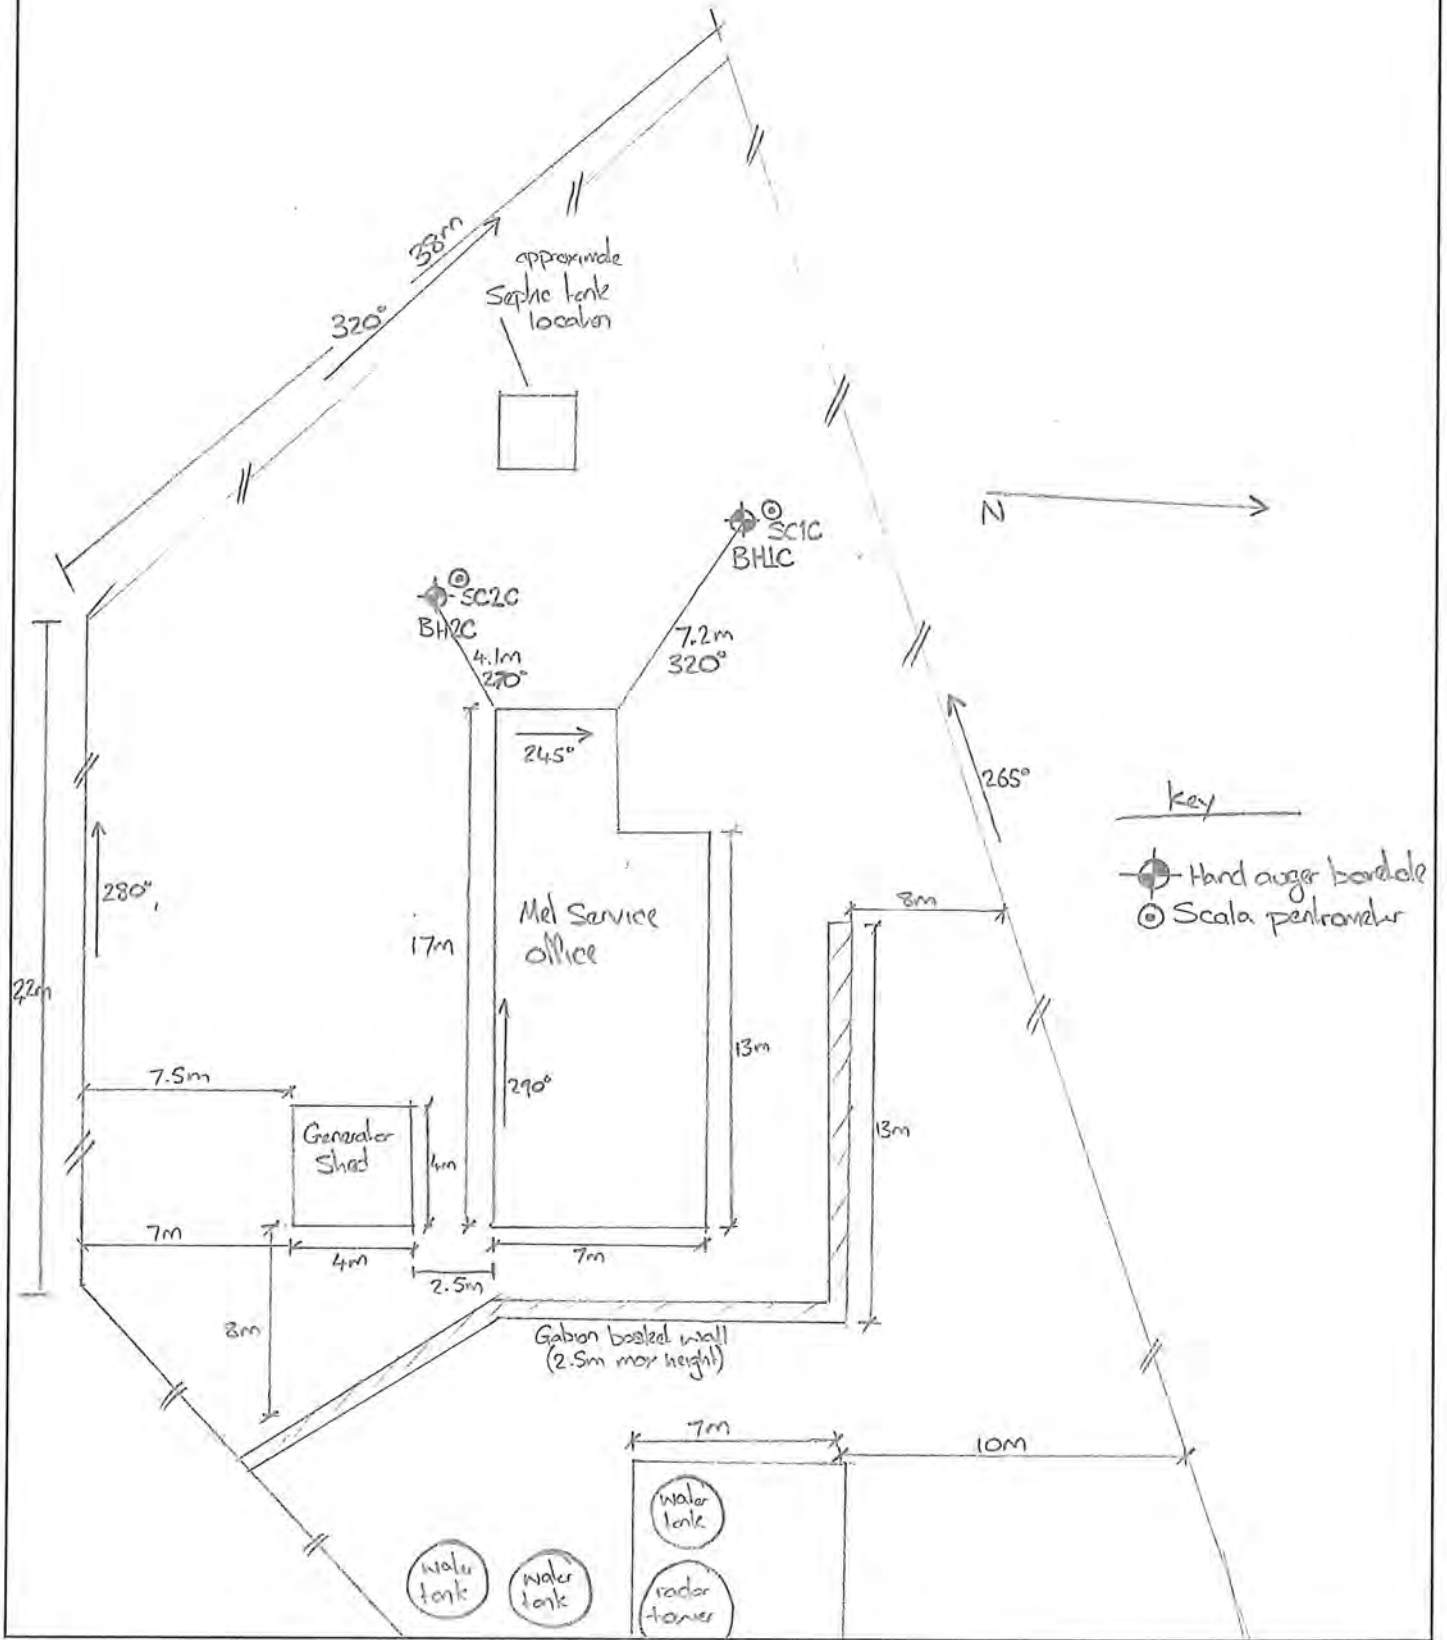 38m
320°
approximate
Septic tank
location
N
SC1C
BH1C
SC2C
BH2C
7.2m
320°
4.1m
270°
245°
265°
Key
Hand auger borehole
Scala pentrometer
280°
8m
Met Service
office
17m
22m
13m
290°
13m
7.5m
Generator
Shed
4m
7m
4m
7m
2.5m
8m
Gabion basket wall
(2.5m max height)
7m
10m
water
tank
water
tank
water
tank
radar
tower